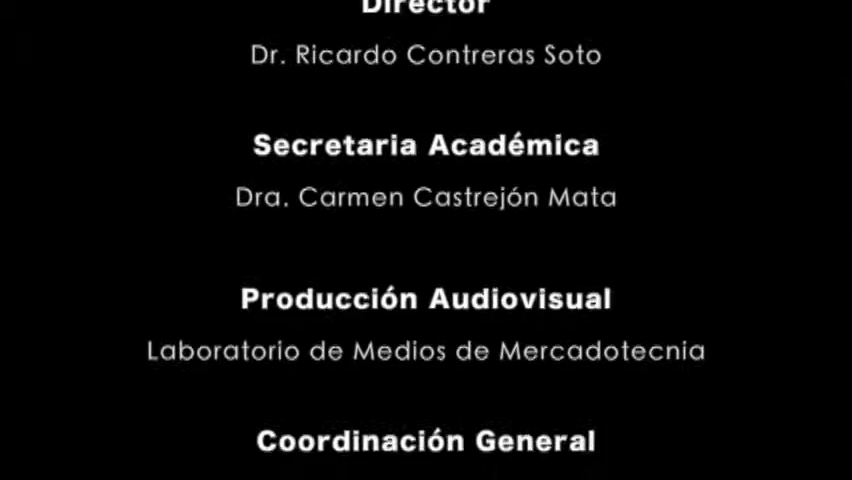 Director
Dr. Ricardo Contreras Soto
Secretaria Académica
Dra. Carmen Castrejón Mata
Producción Audiovisual
Laboratorio de Medios de Mercadotecnia
Coordinación General